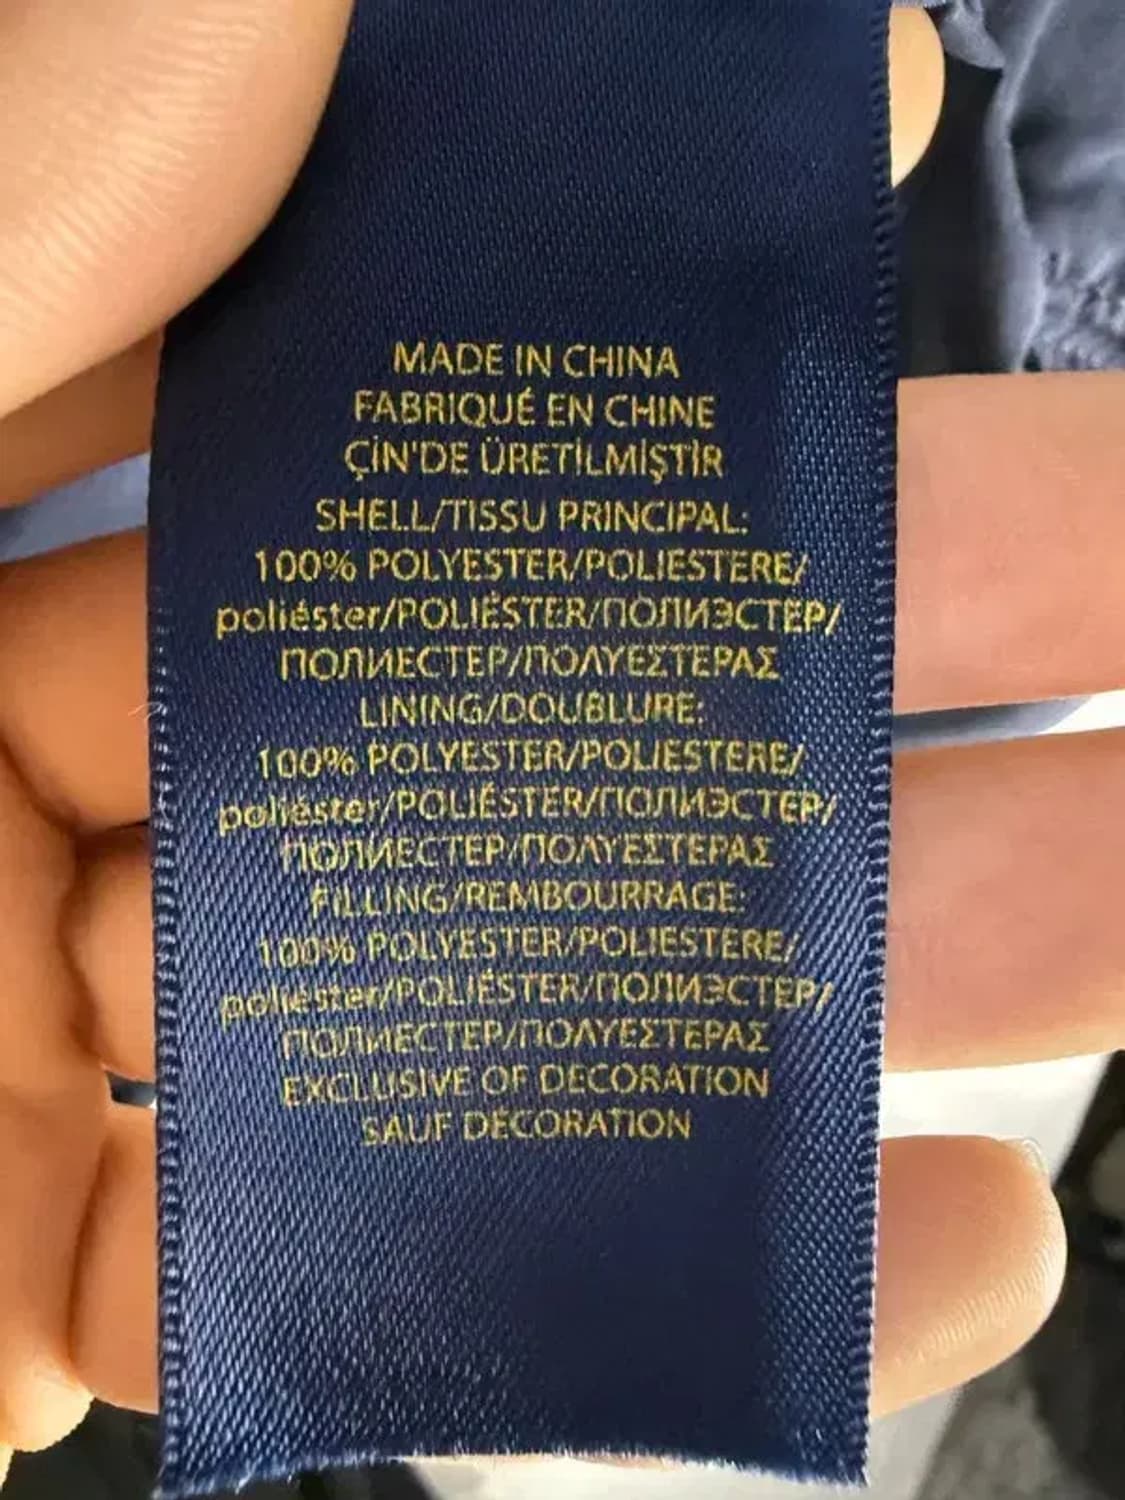 MADE IN CHINA
FABRIQUÉ EN CHINE
ÇİN'DE ÜRETİLMİŞTİR
SHELL/TISSU PRINCIPAL:
100% POLYESTER/POLIESTERE/
poliéster/POLIÉSTER/ПОЛИЭСТЕР/
ПОЛИЕСТЕР/ΠΟΛΥΕΣΤΕΡΑΣ
LINING/DOUBLURE:
100% POLYESTER/POLIESTERE/
poliéster/POLIÉSTER/ПОЛИЭСТЕР/
ПОЛИЕСТЕР/ΠΟΛΥΕΣΤΕΡΑΣ
FILLING/REMBOURRAGE:
100% POLYESTER/POLIESTERE/
poliéster/POLIÉSTER/ПОЛИЭСТЕР/
ПОЛИЕСТЕР/ΠΟΛΥΕΣΤΕΡΑΣ
EXCLUSIVE OF DECORATION
SAUF DÉCORATION